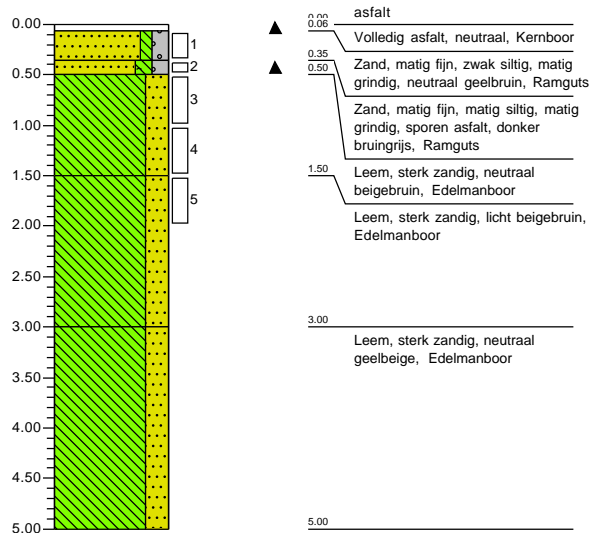 0.00
0.50
1.00
1.50
2.00
2.50
3.00
3.50
4.00
4.50
5.00
1
2
3
4
5
0.00
asfalt
0.06
Volledig asfalt, neutraal, Kernboor
0.35
Zand, matig fijn, zwak siltig, matig
grindig, neutraal geelbruin, Ramguts
0.50
Zand, matig fijn, matig siltig, matig
grindig, sporen asfalt, donker
bruingrijs, Ramguts
Leem, sterk zandig, neutraal
beigebruin, Edelmanboor
1.50
Leem, sterk zandig, licht beigebruin,
Edelmanboor
3.00
Leem, sterk zandig, neutraal
geelbeige, Edelmanboor
5.00